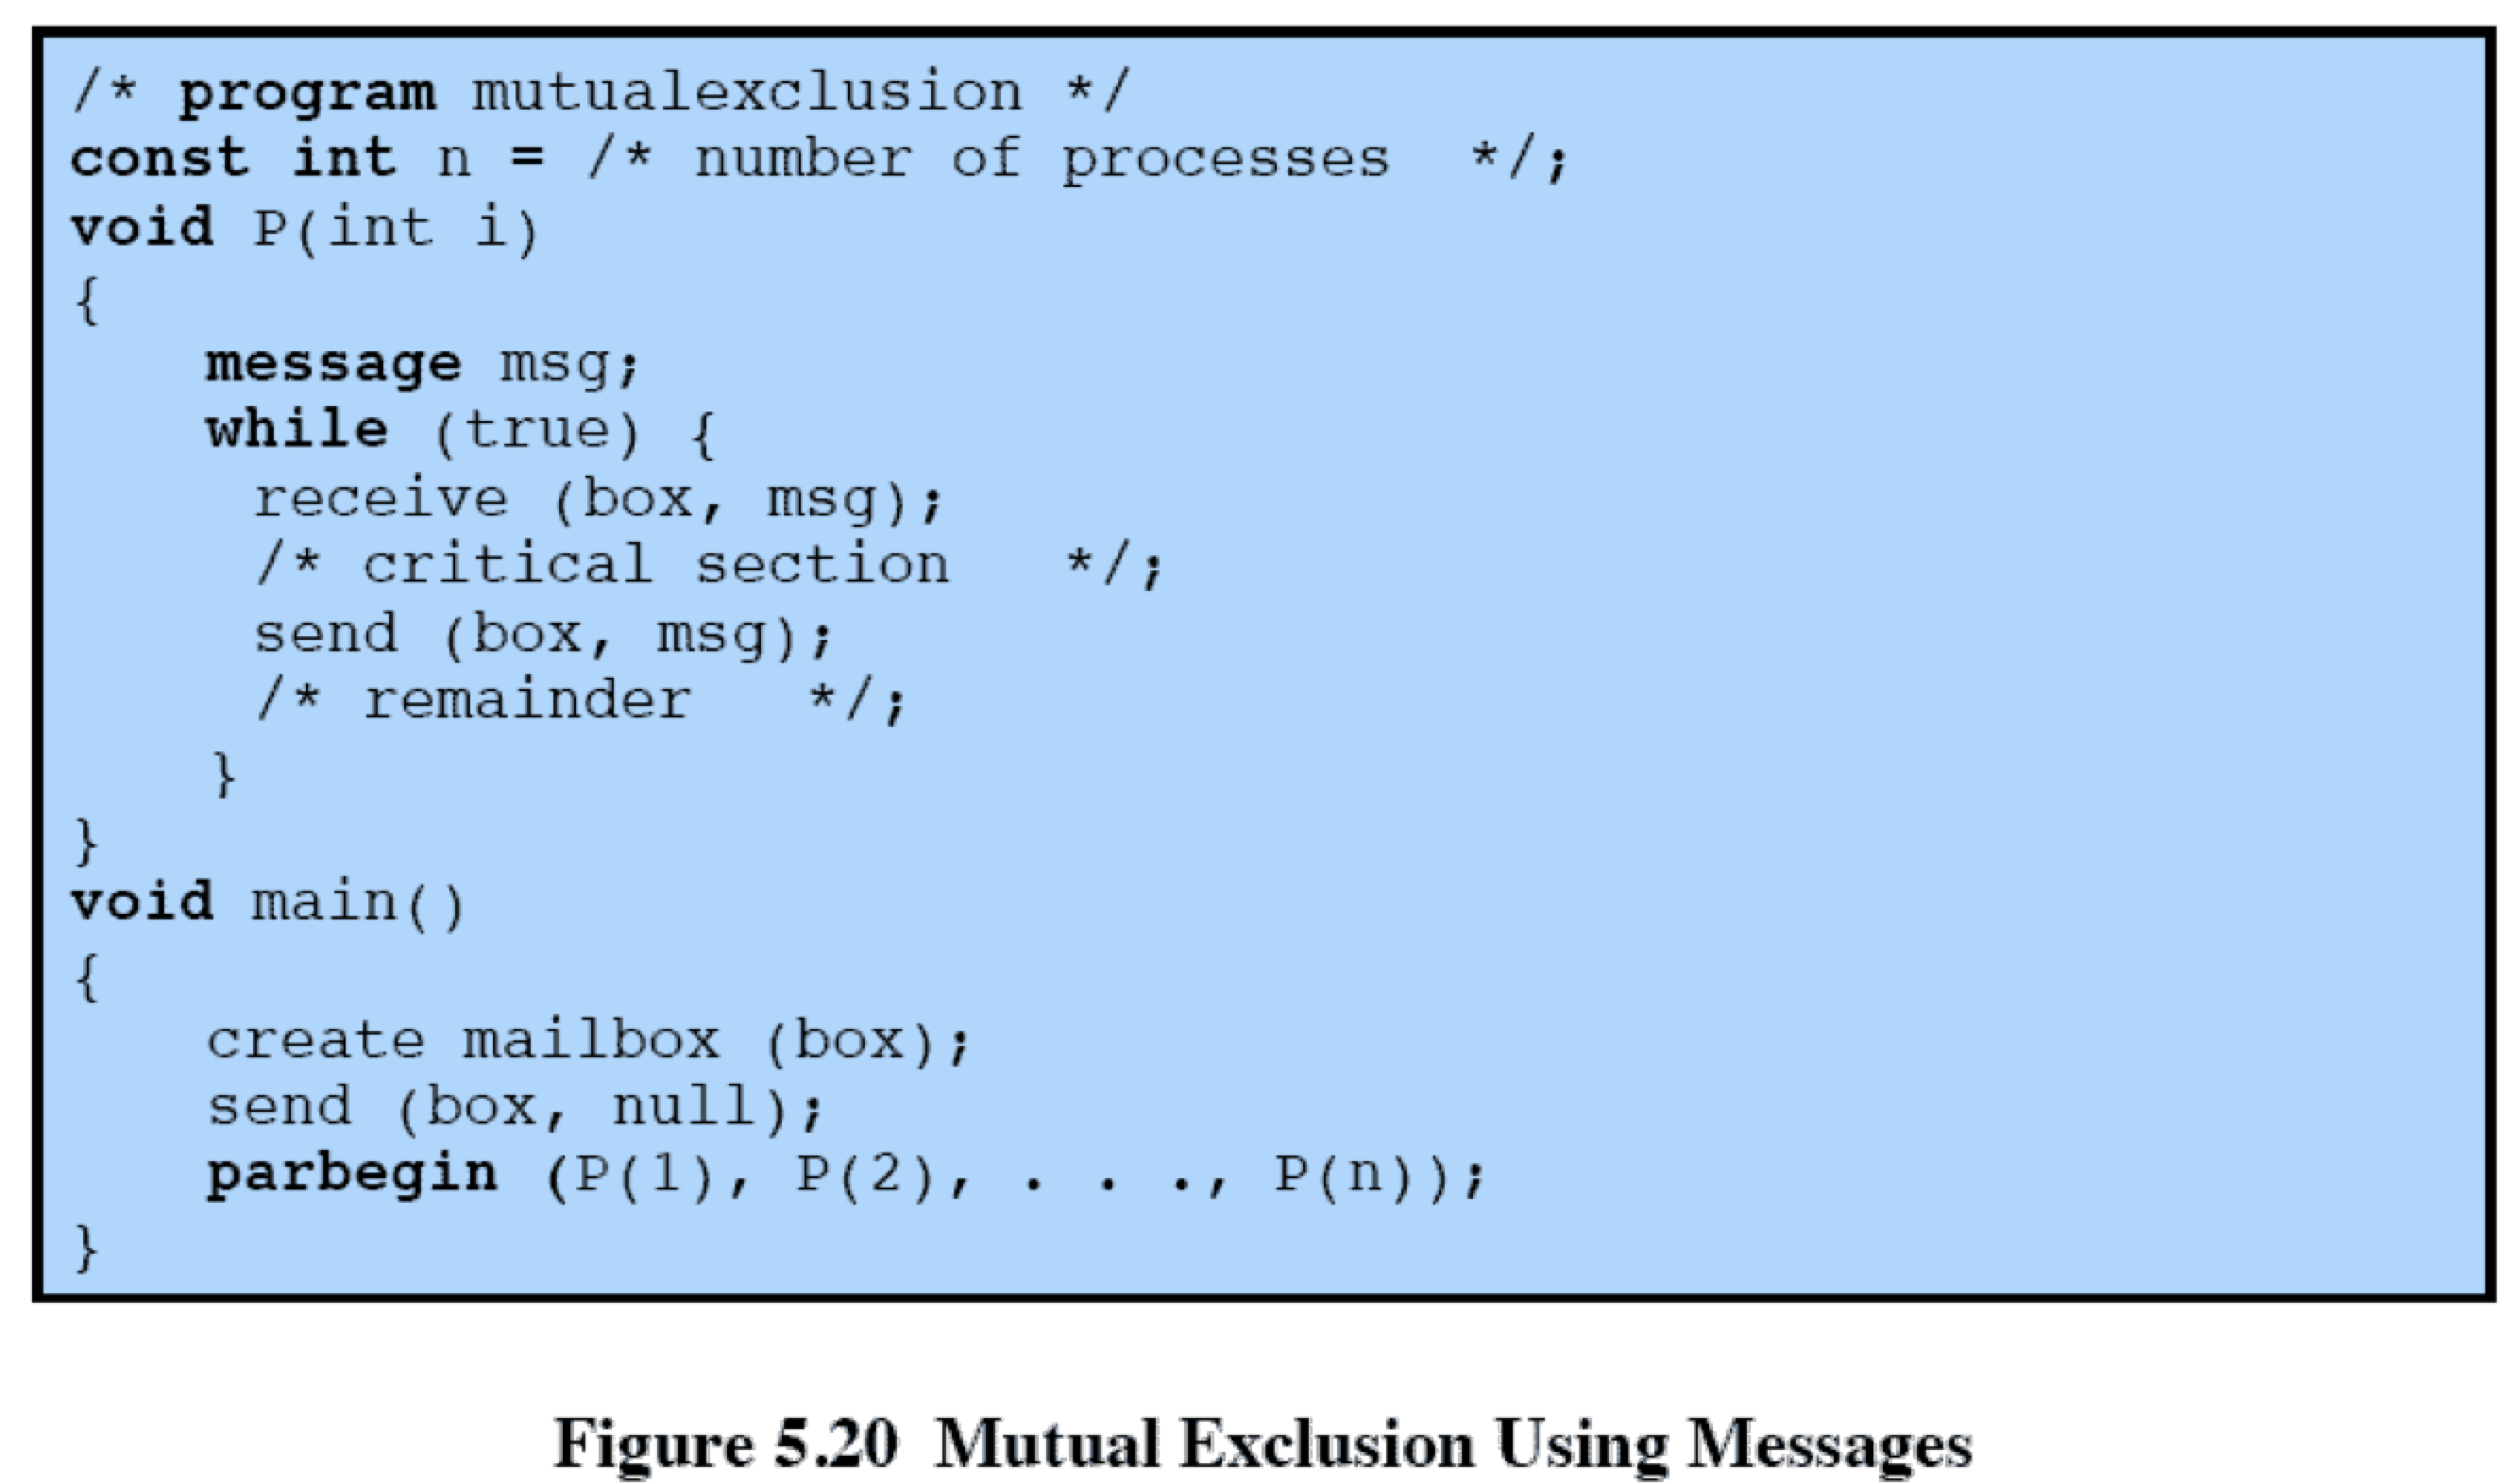 /* program mutualexclusion */
const int n = /* number of processes */;
void P(int i)
{
message msg;
while (true) {
receive (box, msg);
/* critical section */;
send (box, msg);
/* remainder */;
}
}
void main()
{
create mailbox (box);
send (box, null);
parbegin (P(1), P(2), . . ., P(n));
}
Figure 5.20 Mutual Exclusion Using Messages